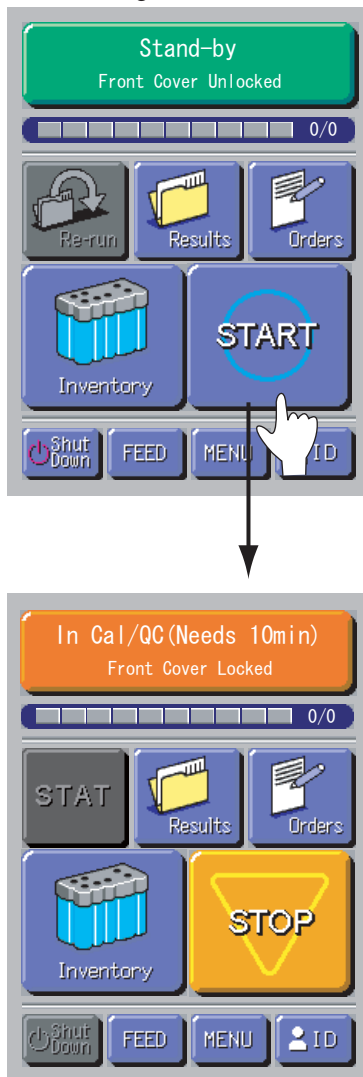 Stand-by
Front Cover Unlocked
0/0
Re-run
Results
Orders
Inventory
START
Shut
Down
FEED
MENU
ID
In Cal/QC(Needs 10min)
Front Cover Locked
0/0
STAT
Results
Orders
Inventory
STOP
Shut
Down
FEED
MENU
ID